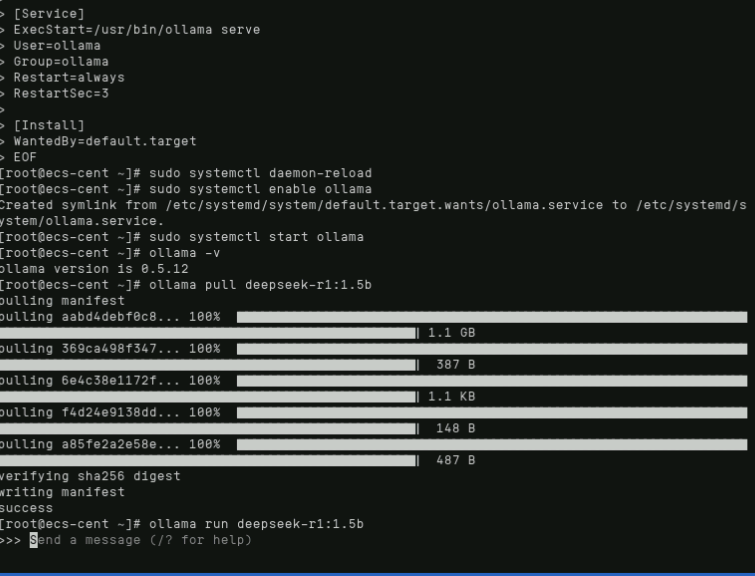 > [Service]
> ExecStart=/usr/bin/ollama serve
> User=ollama
> Group=ollama
> Restart=always
> RestartSec=3
>
> [Install]
> WantedBy=default.target
> EOF
[root@ecs-cent ~]# sudo systemctl daemon-reload
[root@ecs-cent ~]# sudo systemctl enable ollama
Created symlink from /etc/systemd/system/default.target.wants/ollama.service to /etc/systemd/s
ystem/ollama.service.
[root@ecs-cent ~]# sudo systemctl start ollama
[root@ecs-cent ~]# ollama -v
ollama version is 0.5.12
[root@ecs-cent ~]# ollama pull deepseek-r1:1.5b
pulling manifest
pulling aabd4debf0c8... 100%
| 1.1 GB
pulling 369ca498f347... 100%
| 387 B
pulling 6e4c38e1172f... 100%
| 1.1 KB
pulling f4d24e9138dd... 100%
| 148 B
pulling a85fe2a2e58e... 100%
| 487 B
verifying sha256 digest
writing manifest
success
[root@ecs-cent ~]# ollama run deepseek-r1:1.5b
>>> Send a message (/? for help)